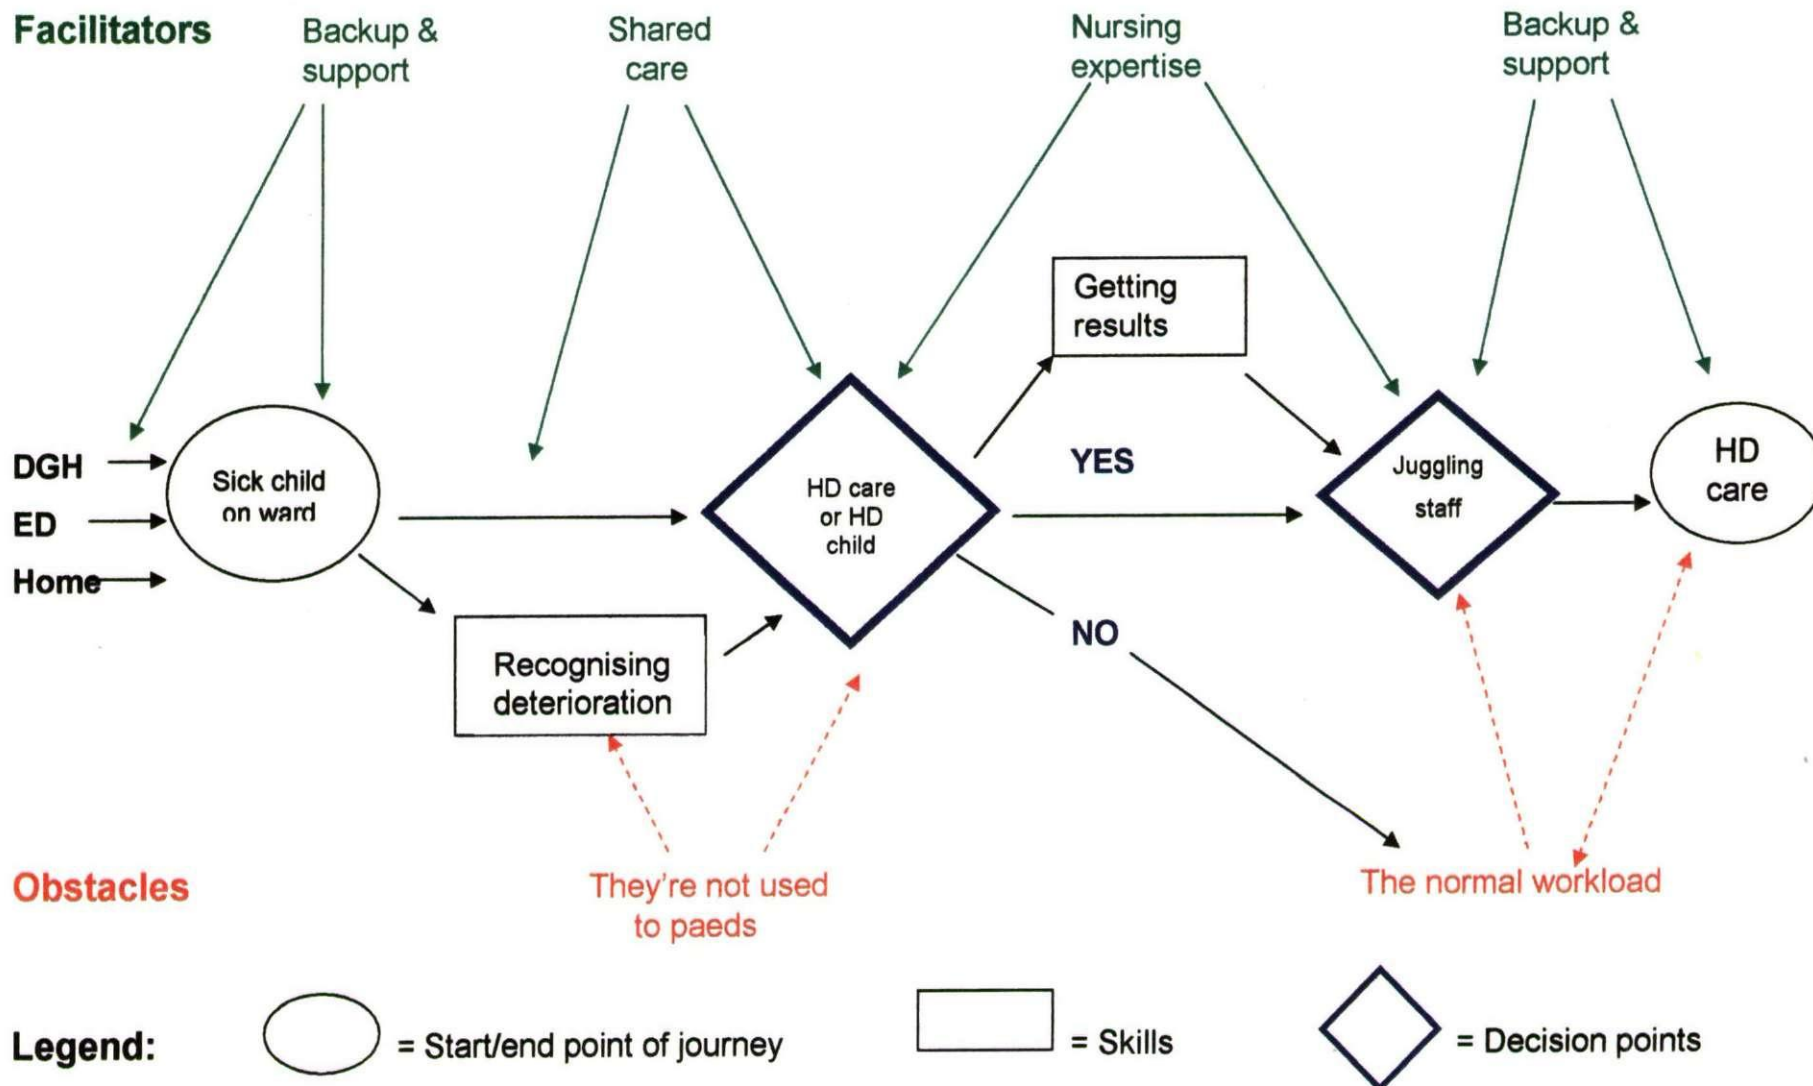 Facilitators
Backup &
support
Shared
care
Nursing
expertise
Backup &
support
Getting
results
DGH
ED
Home
Sick child
on ward
HD care
or HD
child
YES
NO
Juggling
staff
HD
care
Recognising
deterioration
Obstacles
They're not used
to paeds
The normal workload
Legend:
= Start/end point of journey
= Skills
= Decision points